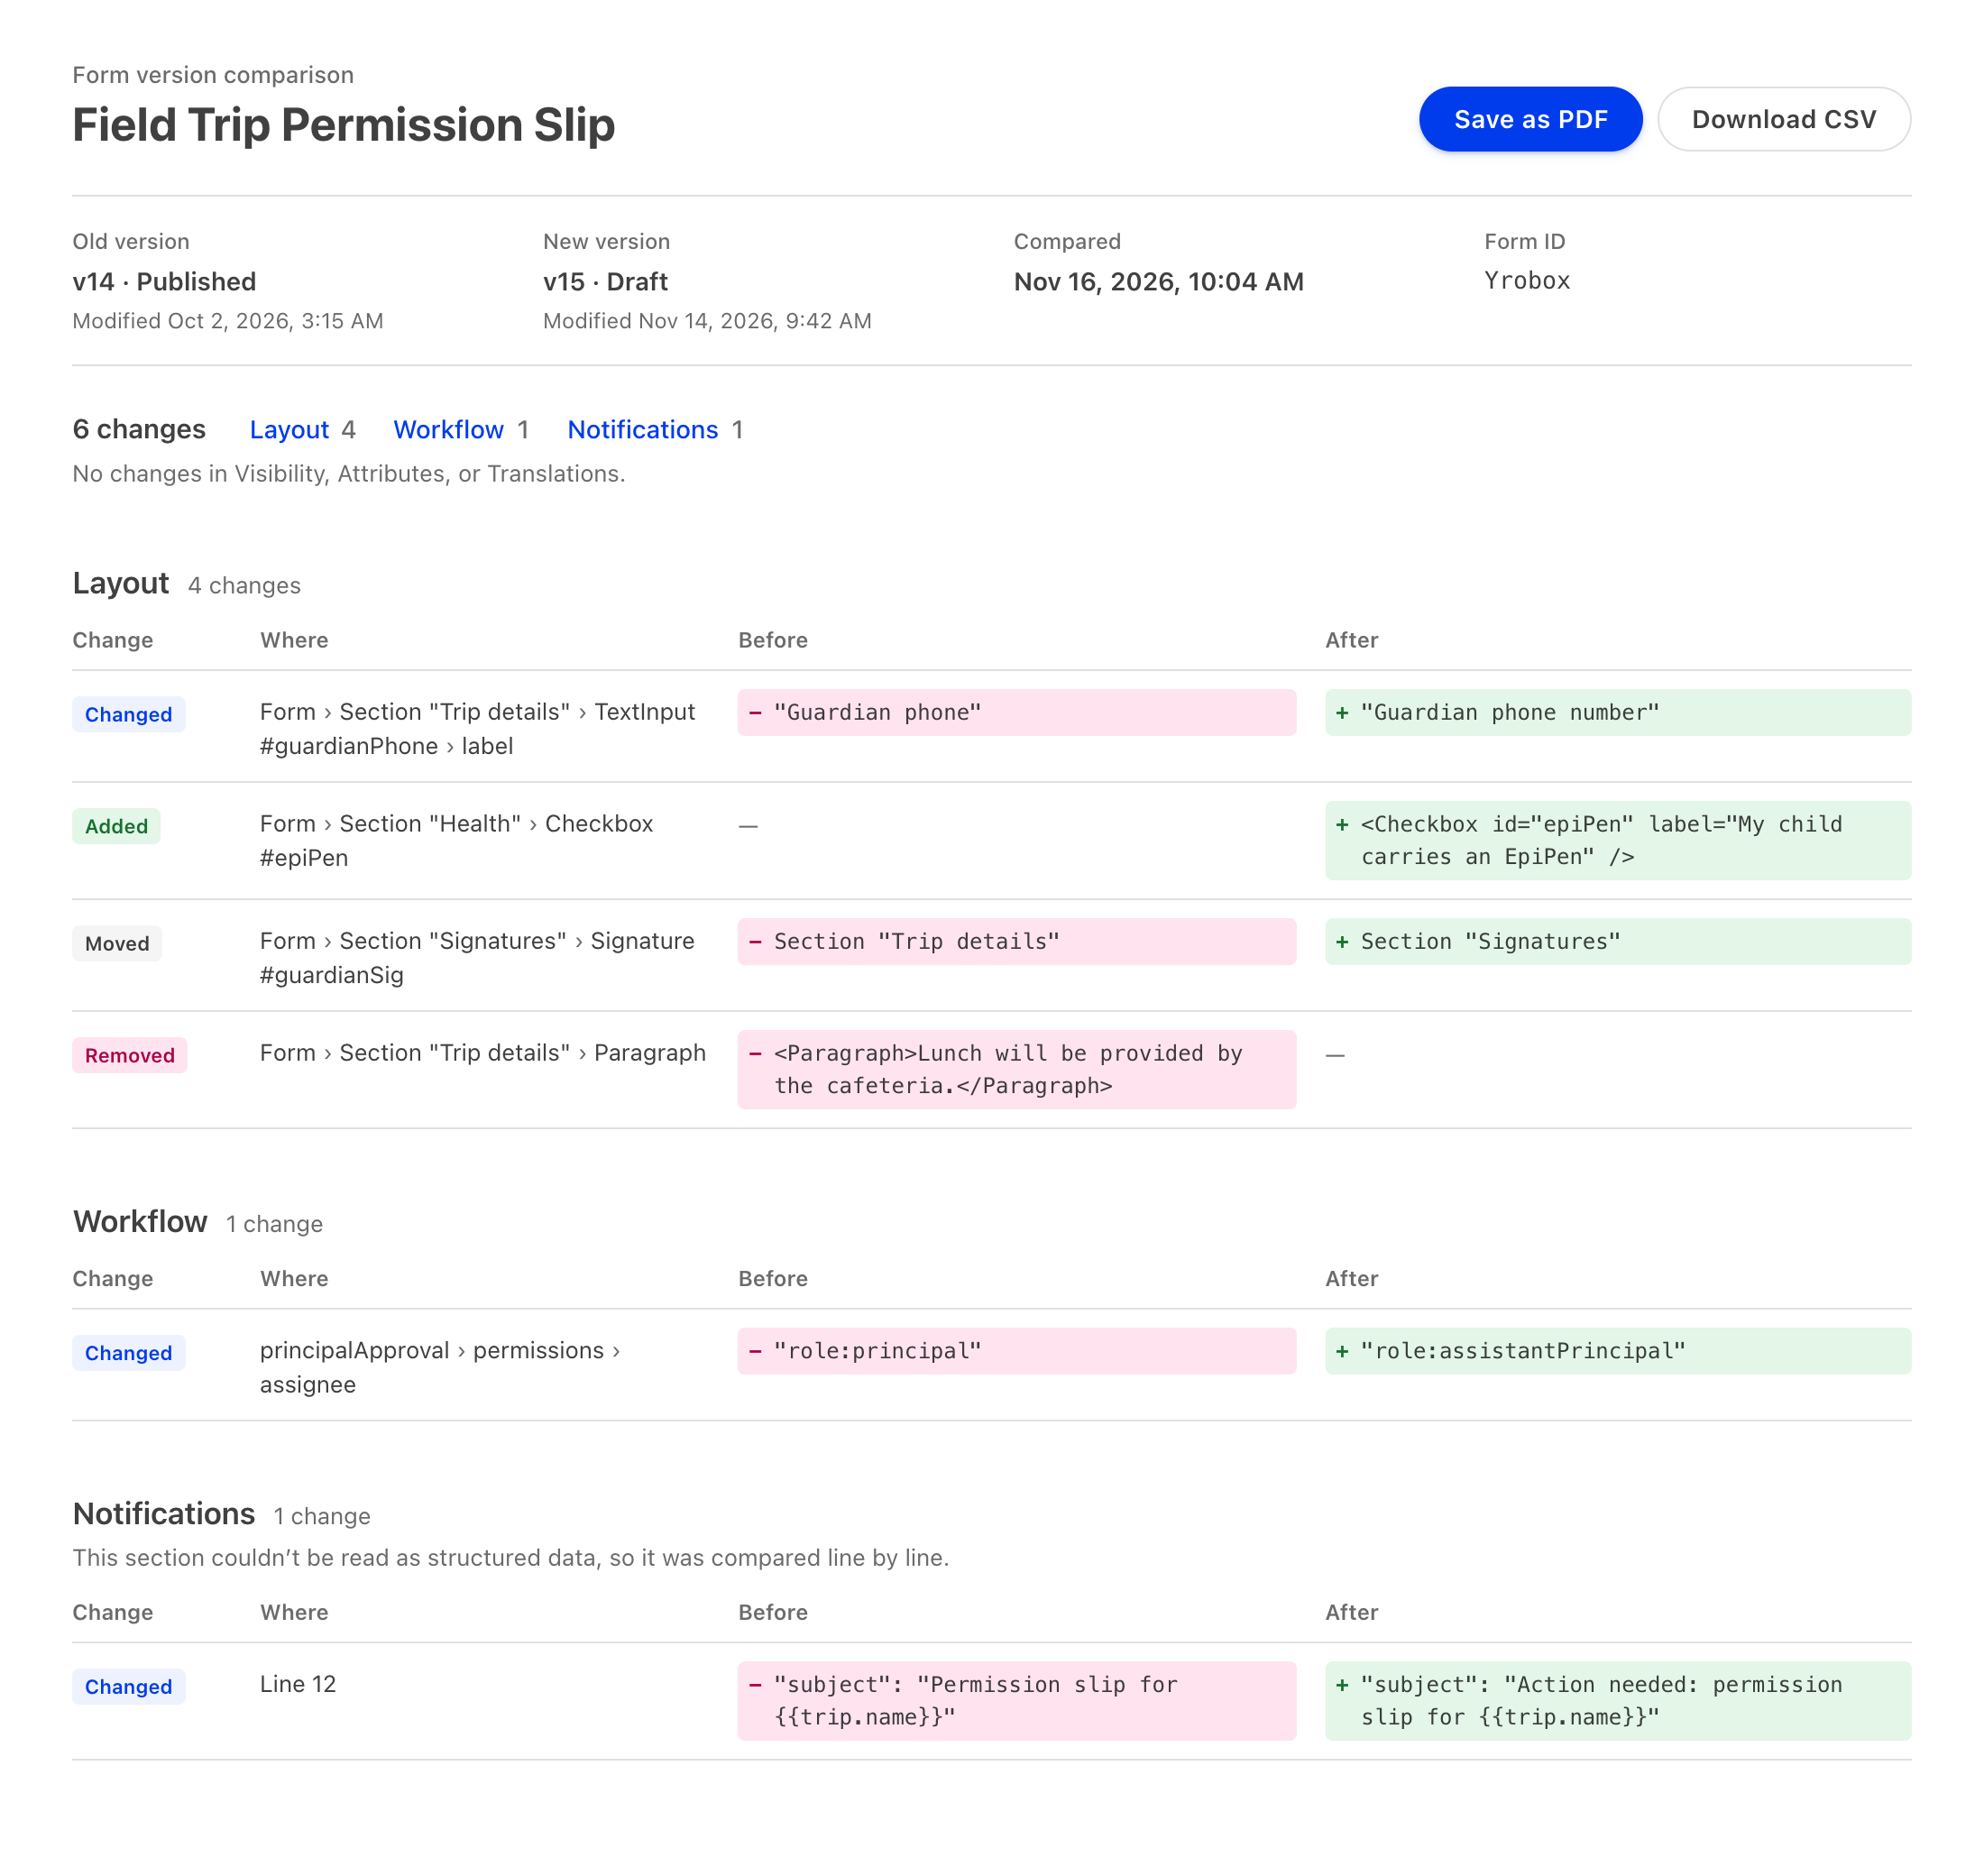 Form version comparison
Field Trip Permission Slip
Save as PDF
Download CSV
Old version
v14 · Published
Modified Oct 2, 2026, 3:15 AM
New version
v15 · Draft
Modified Nov 14, 2026, 9:42 AM
Compared
Nov 16, 2026, 10:04 AM
Form ID
Yrobox
6 changes Layout 4 Workflow 1 Notifications 1
No changes in Visibility, Attributes, or Translations.
Layout 4 changes
Change Where Before After
Changed
Form › Section "Trip details" › TextInput
#guardianPhone › label
− "Guardian phone"
+ "Guardian phone number"
Added
Form › Section "Health" › Checkbox
#epiPen
—
+ <Checkbox id="epiPen" label="My child
carries an EpiPen" />
Moved
Form › Section "Signatures" › Signature
#guardianSig
− Section "Trip details"
+ Section "Signatures"
Removed
Form › Section "Trip details" › Paragraph
− <Paragraph>Lunch will be provided by
the cafeteria.</Paragraph>
—
Workflow 1 change
Change Where Before After
Changed
principalApproval › permissions ›
assignee
− "role:principal"
+ "role:assistantPrincipal"
Notifications 1 change
This section couldn’t be read as structured data, so it was compared line by line.
Change Where Before After
Changed
Line 12
− "subject": "Permission slip for
{{trip.name}}"
+ "subject": "Action needed: permission
slip for {{trip.name}}"